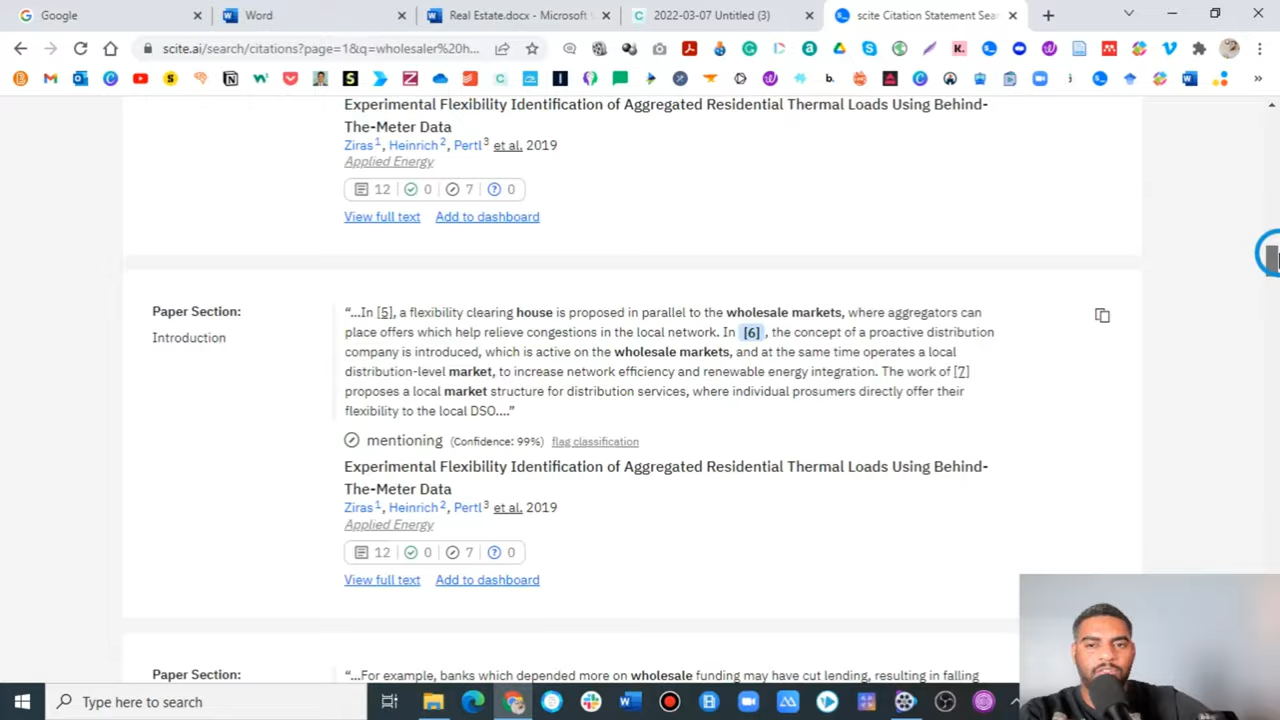 Google
Word
Real Estate.docx - Microsoft
2022-03-07 Untitled (3)
scite Citation Statement Sea
scite.ai/search/citations?page=1&q=wholesaler%20h...
Experimental Flexibility Identification of Aggregated Residential Thermal Loads Using Behind-
The-Meter Data
Ziras1, Heinrich2, Pertl3 et al. 2019
Applied Energy
12 0 7 0
View full text Add to dashboard
Paper Section:
Introduction
“...In [5], a flexibility clearing house is proposed in parallel to the wholesale markets, where aggregators can
place offers which help relieve congestions in the local network. In [6] , the concept of a proactive distribution
company is introduced, which is active on the wholesale markets, and at the same time operates a local
distribution-level market, to increase network efficiency and renewable energy integration. The work of [7]
proposes a local market structure for distribution services, where individual prosumers directly offer their
flexibility to the local DSO....”
mentioning (Confidence: 99%) flag classification
Experimental Flexibility Identification of Aggregated Residential Thermal Loads Using Behind-
The-Meter Data
Ziras1, Heinrich2, Pertl3 et al. 2019
Applied Energy
12 0 7 0
View full text Add to dashboard
Paper Section:
“...For example, banks which depended more on wholesale funding may have cut lending, resulting in falling
Type here to search